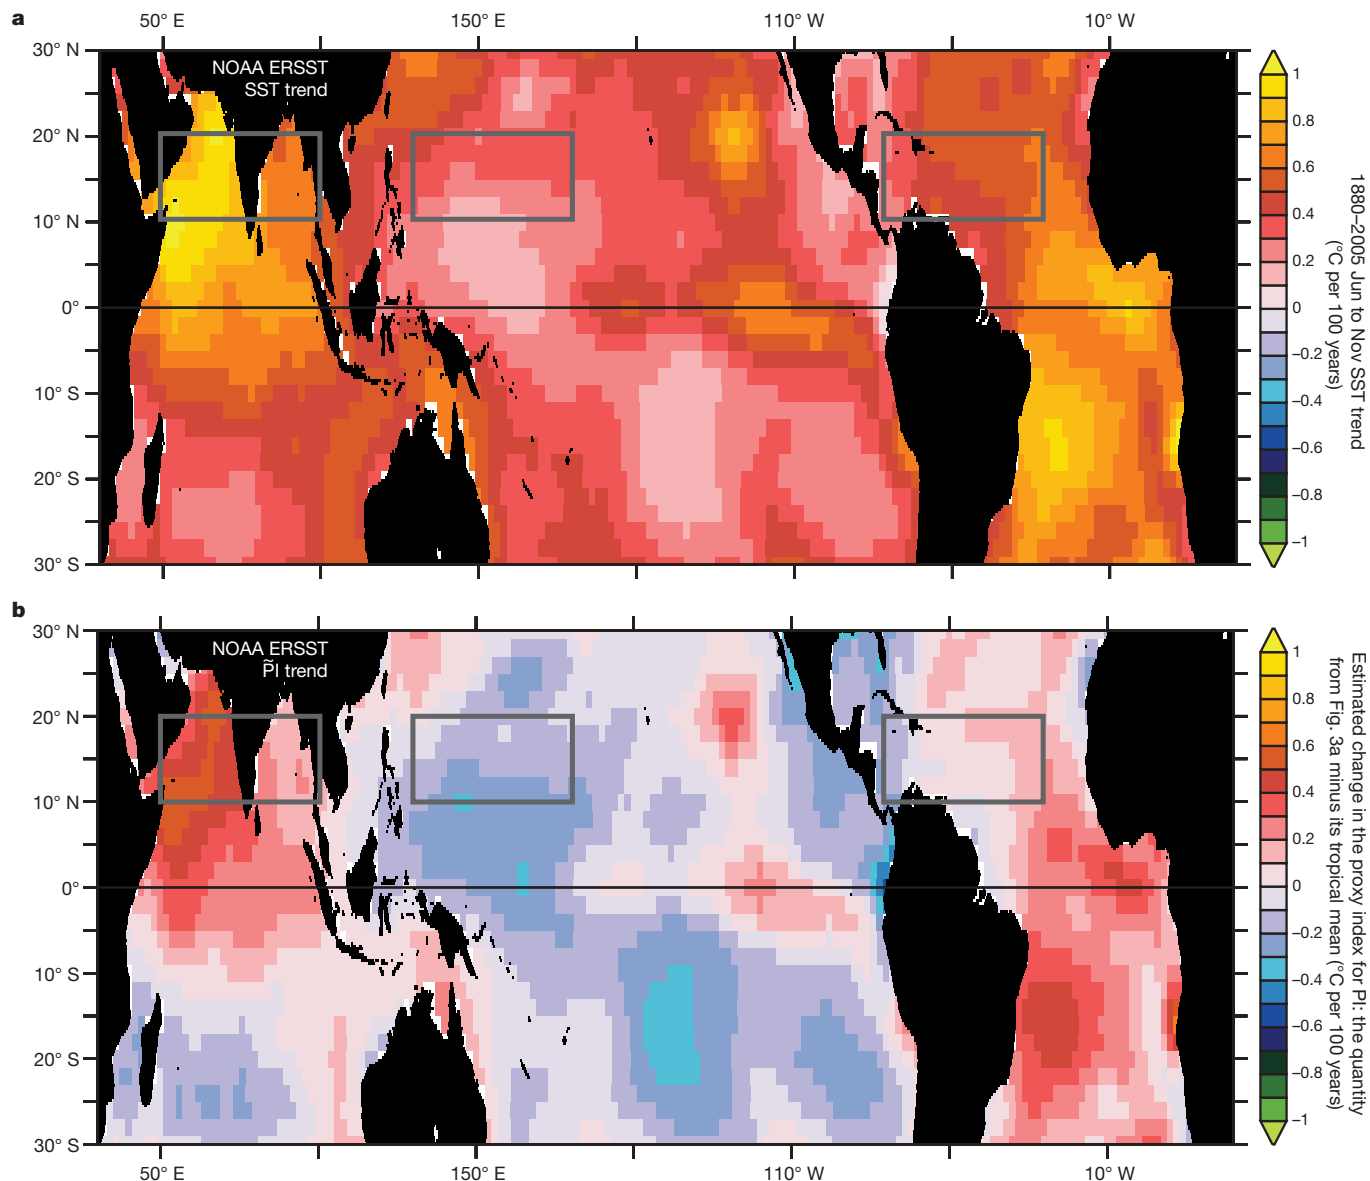 a
50° E
150° E
110° W
10° W
30° N
20° N
10° N
0°
10° S
20° S
30° S
NOAA ERSST
SST trend
1
0.8
0.6
0.4
0.2
0
−0.2
−0.4
−0.6
−0.8
−1
1880–2005 Jun to Nov SST trend
(°C per 100 years)
b
30° N
20° N
10° N
0°
10° S
20° S
30° S
NOAA ERSST
P̃I trend
50° E
150° E
110° W
10° W
1
0.8
0.6
0.4
0.2
0
−0.2
−0.4
−0.6
−0.8
−1
Estimated change in the proxy index for PI: the quantity
from Fig. 3a minus its tropical mean (°C per 100 years)